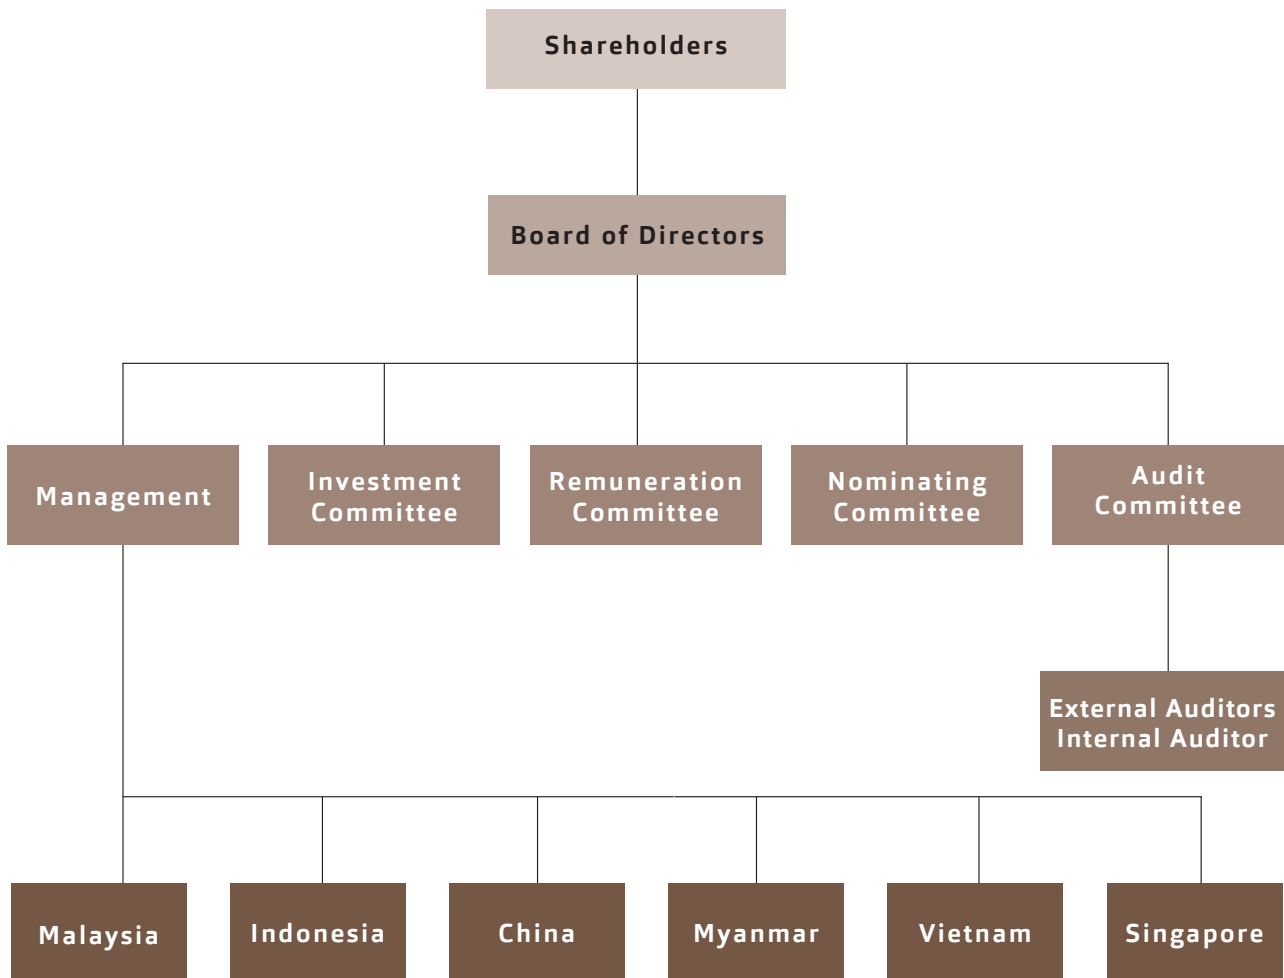 Shareholders
Board of Directors
Management
Investment
Committee
Remuneration
Committee
Nominating
Committee
Audit
Committee
External Auditors
Internal Auditor
Malaysia
Indonesia
China
Myanmar
Vietnam
Singapore